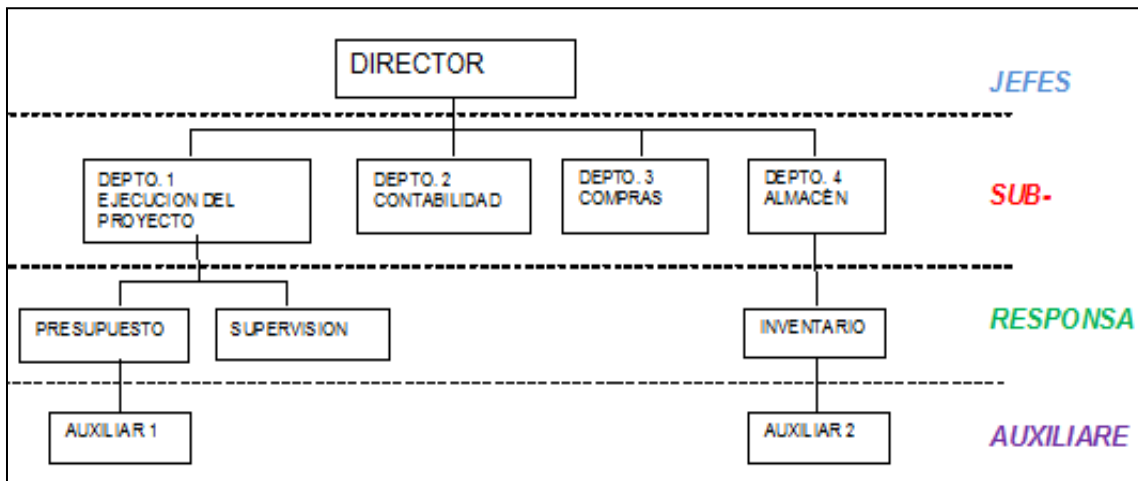 DIRECTOR
JEFES
DEPTO. 1
EJECUCION DEL
PROYECTO
DEPTO. 2
CONTABILIDAD
DEPTO. 3
COMPRAS
DEPTO. 4
ALMACÉN
SUB-
PRESUPUESTO
SUPERVISION
INVENTARIO
RESPONSA
AUXILIAR 1
AUXILIAR 2
AUXILIARE